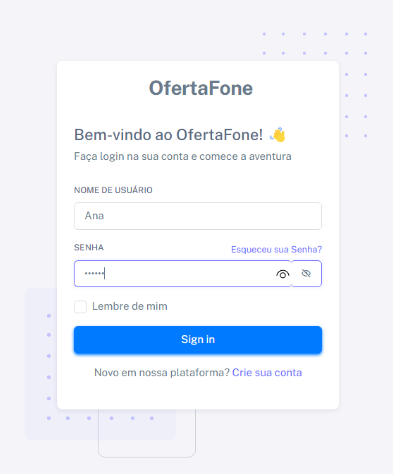 OfertaFone
Bem-vindo ao OfertaFone! 👋
Faça login na sua conta e comece a aventura
NOME DE USUÁRIO
Ana
SENHA
Esqueceu sua Senha?
••••••
Lembre de mim
Sign in
Novo em nossa plataforma? Crie sua conta